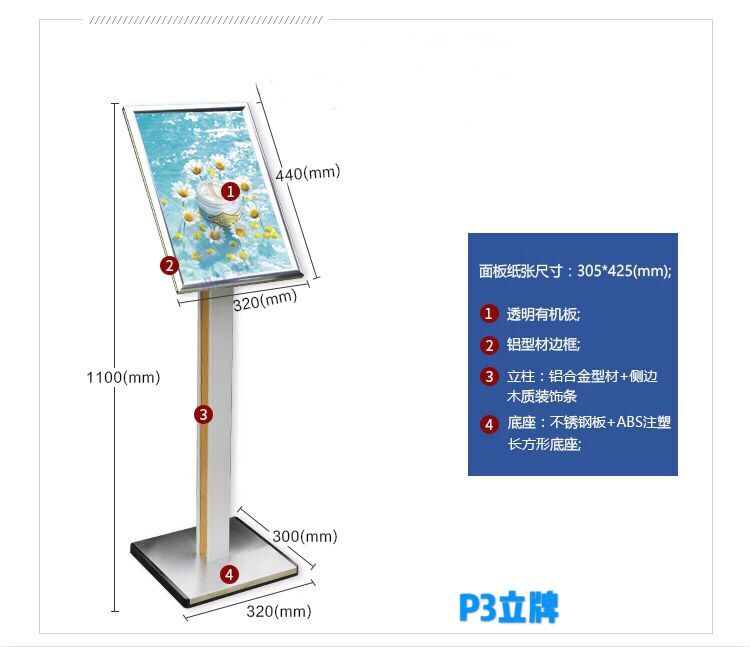 440(mm)
1
2
320(mm)
1100(mm)
3
300(mm)
4
320(mm)
面板纸张尺寸：305*425(mm);
1 透明有机板;
2 铝型材边框;
3 立柱：铝合金型材+侧边
木质装饰条
4 底座：不锈钢板+ABS注塑
长方形底座;
P3立牌